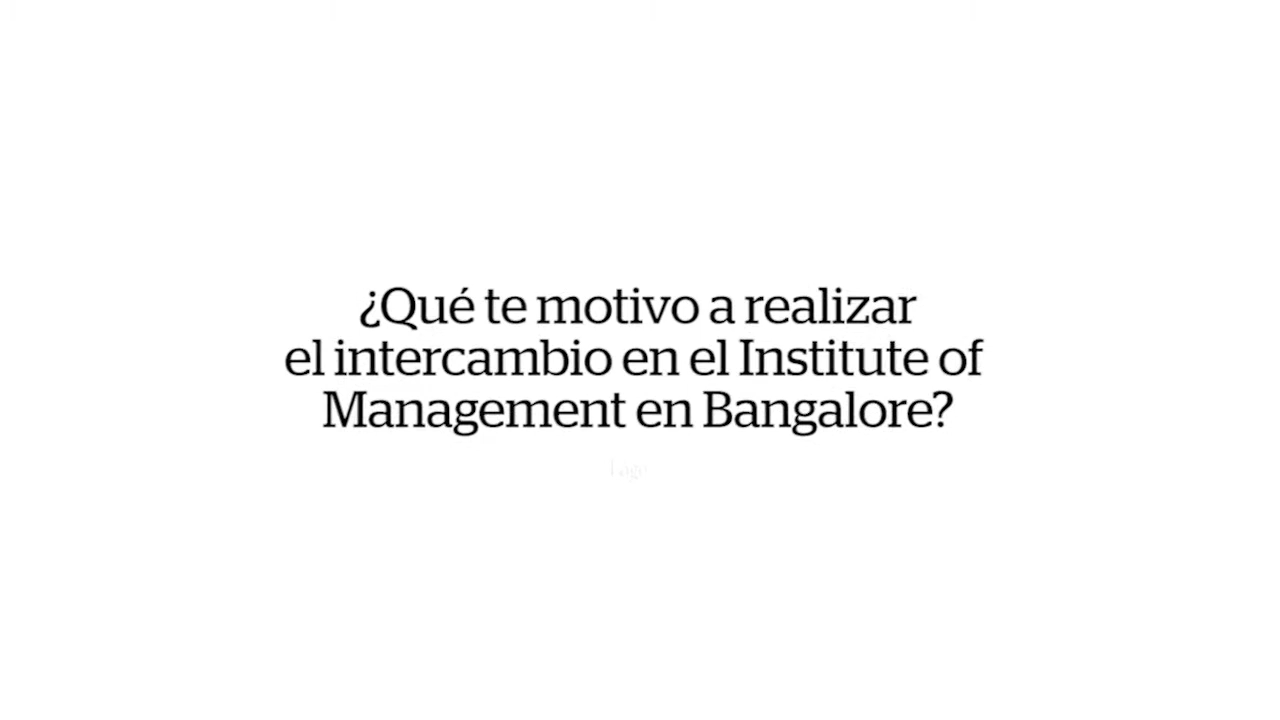 ¿Qué te motivo a realizar
el intercambio en el Institute of
Management en Bangalore?